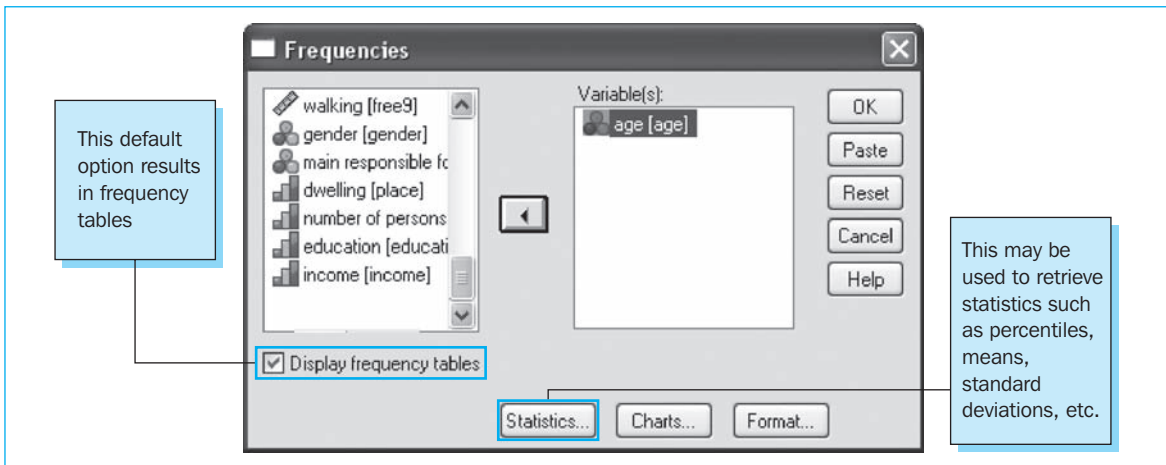 Frequencies
This default
option results
in frequency
tables
walking [free9]
gender [gender]
main responsible fc
dwelling [place]
number of persons
education [educati
income [income]
Variable(s):
age [age]
OK
Paste
Reset
Cancel
Help
Display frequency tables
Statistics...
Charts...
Format...
This may be
used to retrieve
statistics such
as percentiles,
means,
standard
deviations, etc.